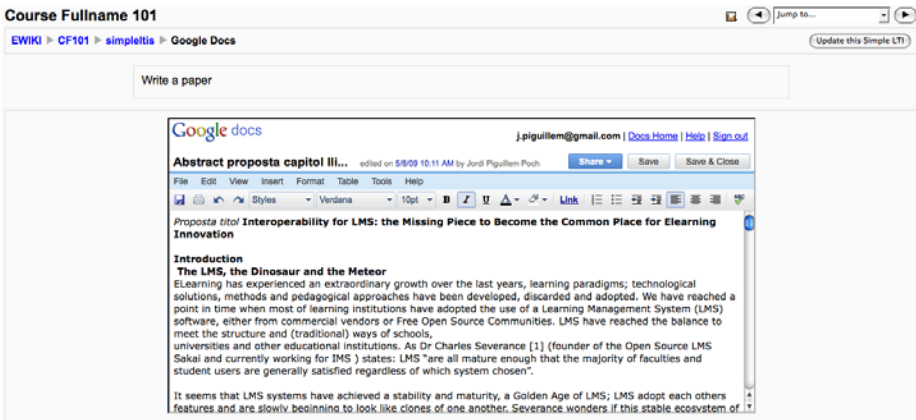 Course Fullname 101
Jump to...
EWIKI ▶ CF101 ▶ simpleltis ▶ Google Docs
Update this Simple LTI
Write a paper
Google docs
j.piguillem@gmail.com | Docs Home | Help | Sign out
Abstract proposta capitol lli... edited on 5/8/09 10:11 AM by Jordi Piguillem Poch
Share Save Save & Close
File Edit View Insert Format Table Tools Help
Styles Verdana 10pt B I U A Link
Proposta titol Interoperability for LMS: the Missing Piece to Become the Common Place for Elearning
Innovation
Introduction
The LMS, the Dinosaur and the Meteor
ELearning has experienced an extraordinary growth over the last years, learning paradigms; technological
solutions, methods and pedagogical approaches have been developed, discarded and adopted. We have reached a
point in time when most of learning institutions have adopted the use of a Learning Management System (LMS)
software, either from commercial vendors or Free Open Source Communities. LMS have reached the balance to
meet the structure and (traditional) ways of schools,
universities and other educational institutions. As Dr Charles Severance [1] (founder of the Open Source LMS
Sakai and currently working for IMS ) states: LMS "are all mature enough that the majority of faculties and
student users are generally satisfied regardless of which system chosen".
It seems that LMS systems have achieved a stability and maturity, a Golden Age of LMS; LMS adopt each others
features and are slowly beginning to look like clones of one another. Severance wonders if this stable ecosystem of